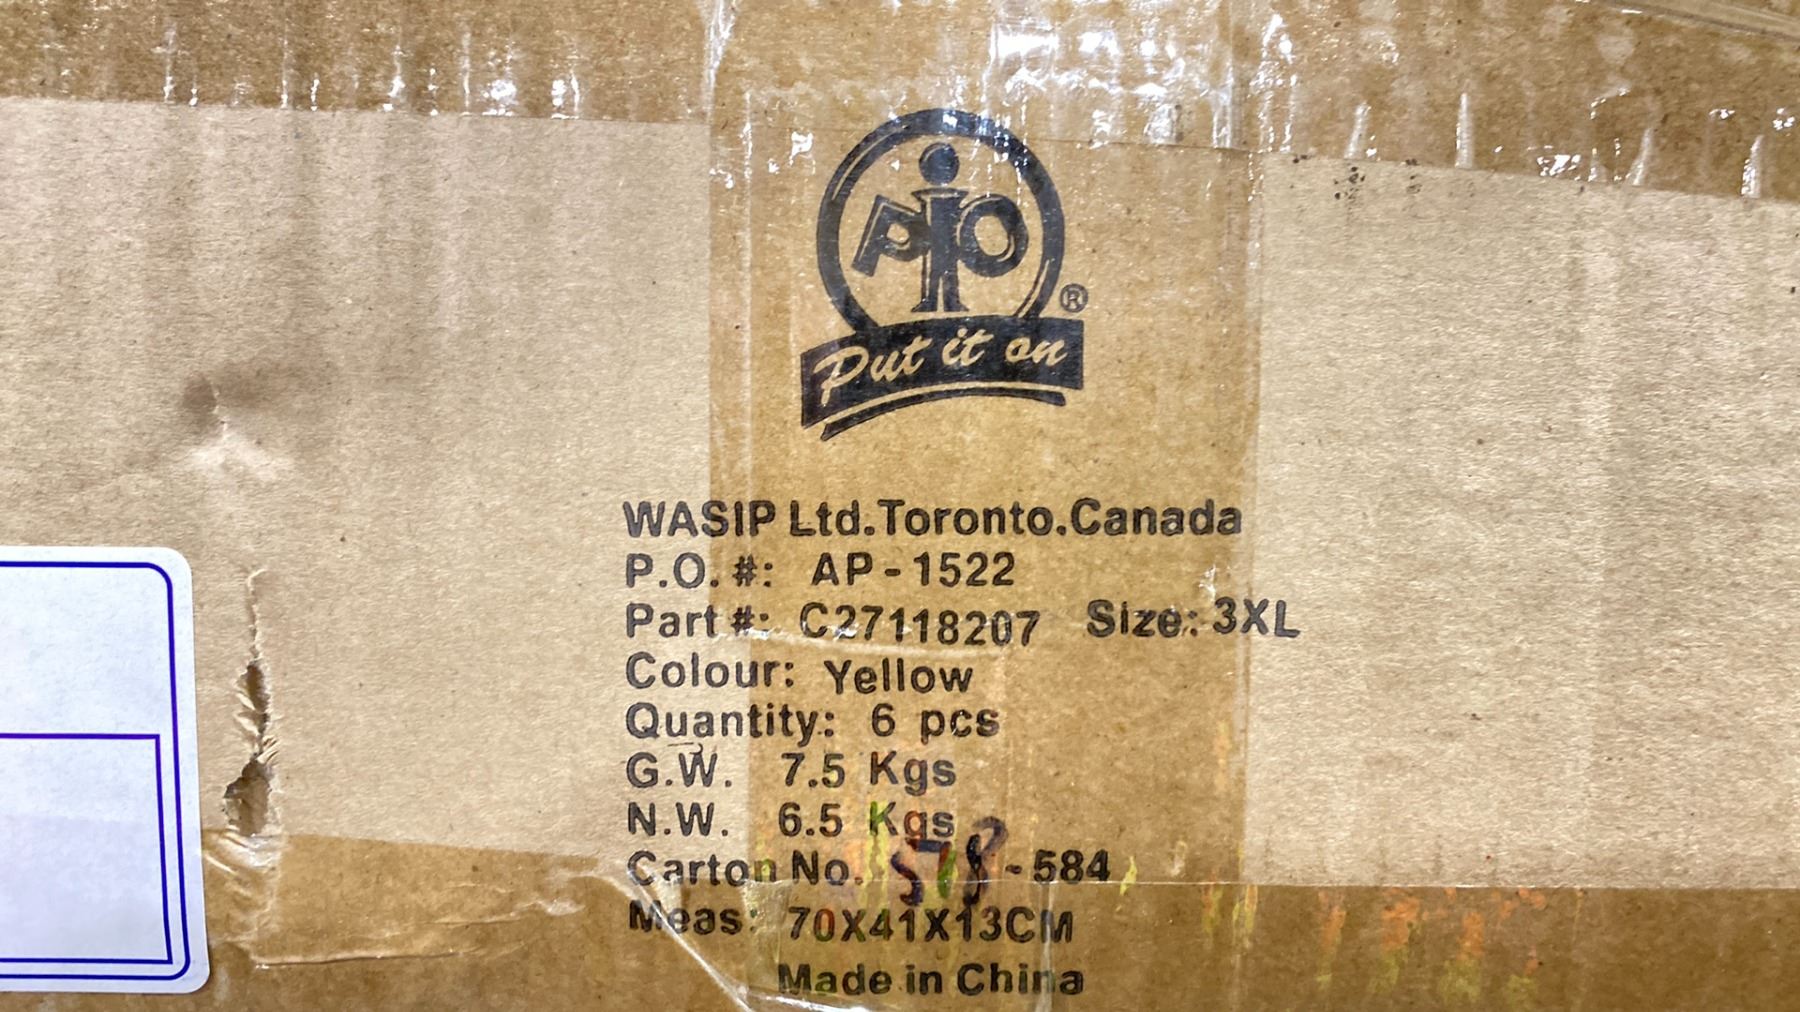 PiO
®
Put it on
WASIP Ltd.Toronto.Canada
P.O. #: AP-1522
Part #: C27118207 Size: 3XL
Colour: Yellow
Quantity: 6 pcs
G.W. 7.5 Kgs
N.W. 6.5 Kgs
Carton No. 578-584
Meas: 70X41X13CM
Made in China